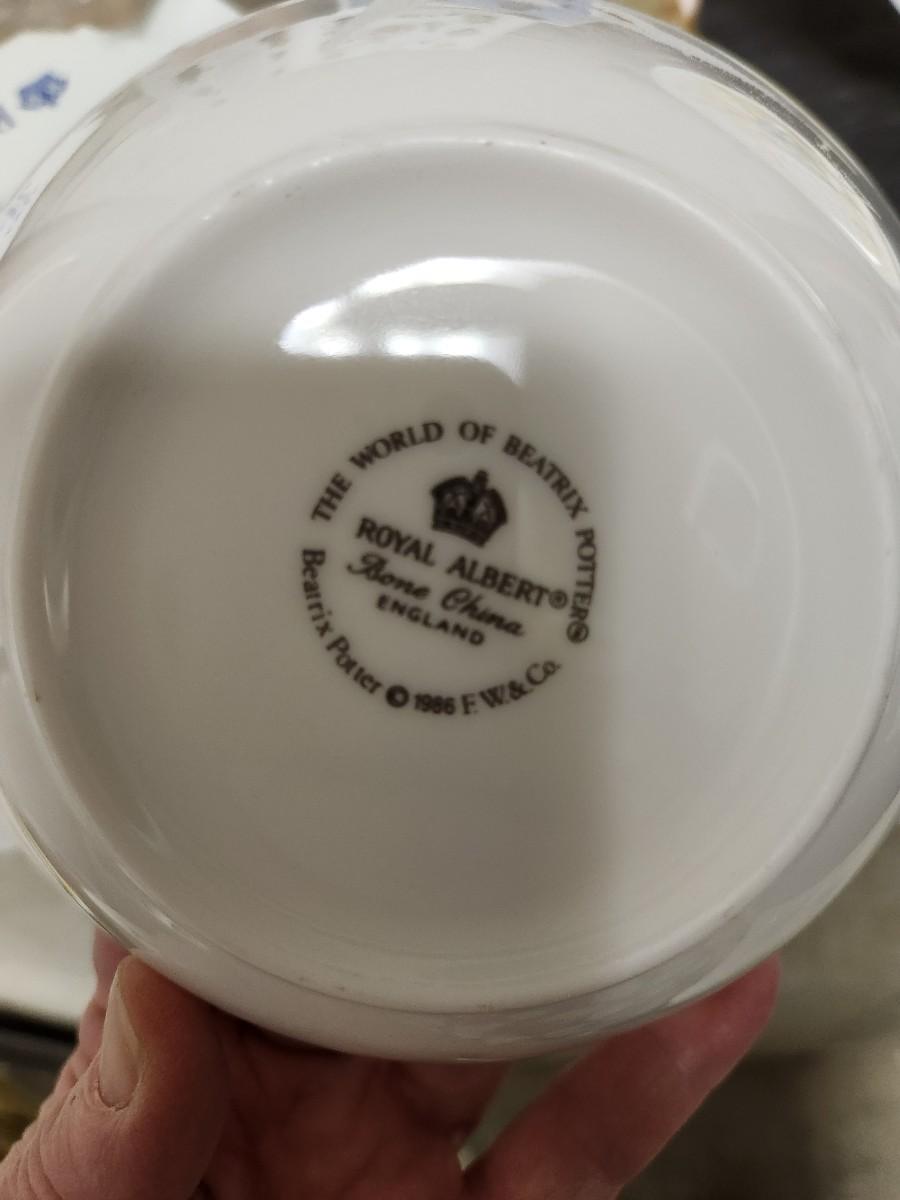 THE WORLD OF BEATRIX POTTER®
ROYAL ALBERT®
Bone China
ENGLAND
Beatrix Potter © 1986 F. W. & Co.